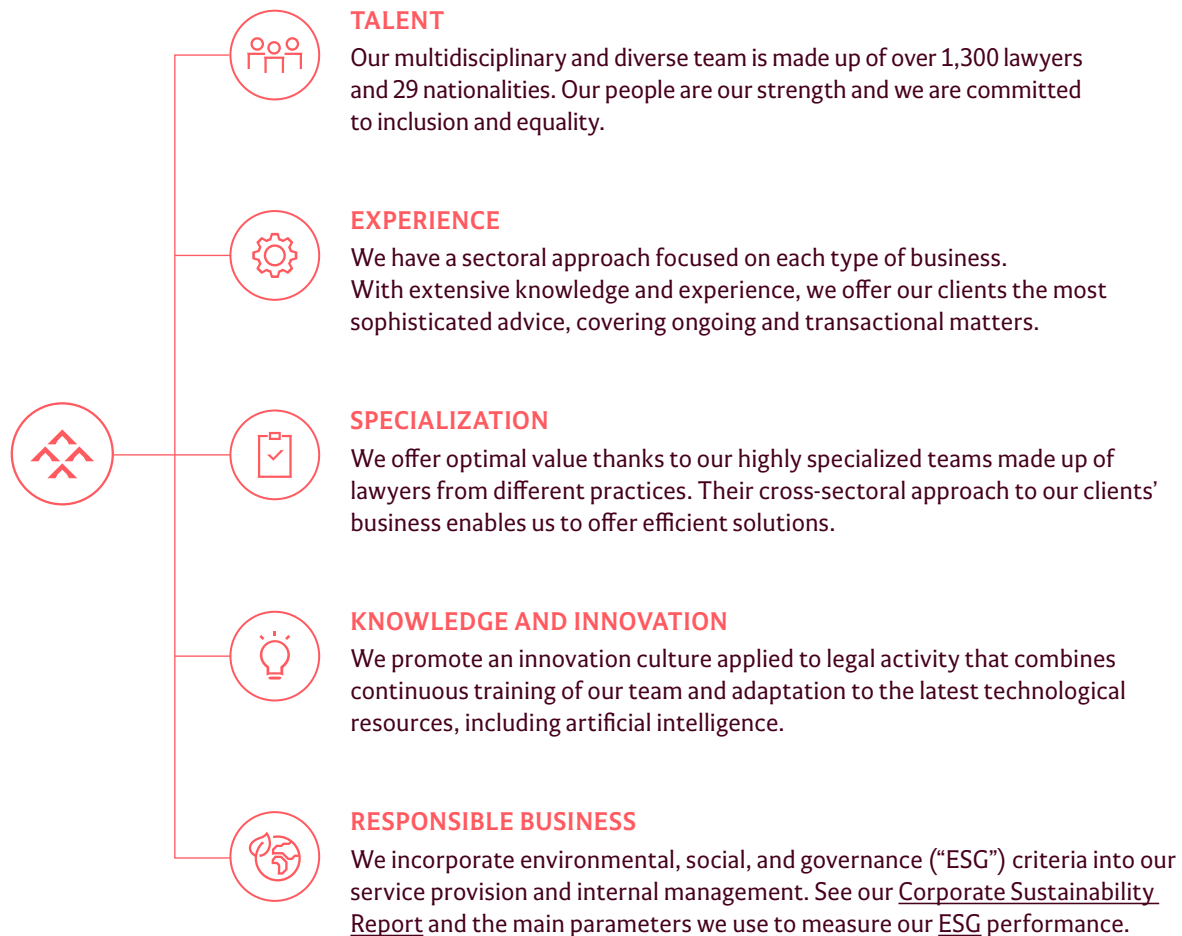 TALENT
Our multidisciplinary and diverse team is made up of over 1,300 lawyers
and 29 nationalities. Our people are our strength and we are committed
to inclusion and equality.
EXPERIENCE
We have a sectoral approach focused on each type of business.
With extensive knowledge and experience, we offer our clients the most
sophisticated advice, covering ongoing and transactional matters.
SPECIALIZATION
We offer optimal value thanks to our highly specialized teams made up of
lawyers from different practices. Their cross-sectoral approach to our clients’
business enables us to offer efficient solutions.
KNOWLEDGE AND INNOVATION
We promote an innovation culture applied to legal activity that combines
continuous training of our team and adaptation to the latest technological
resources, including artificial intelligence.
RESPONSIBLE BUSINESS
We incorporate environmental, social, and governance (“ESG”) criteria into our
service provision and internal management. See our Corporate Sustainability
Report and the main parameters we use to measure our ESG performance.